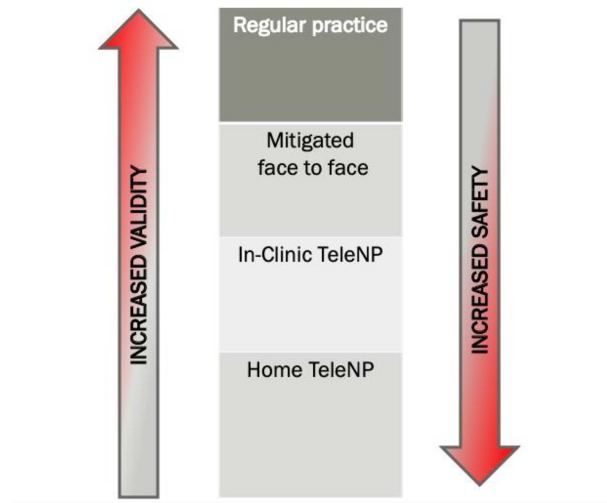 Regular practice
Mitigated
face to face
In-Clinic TeleNP
Home TeleNP
INCREASED VALIDITY
INCREASED SAFETY